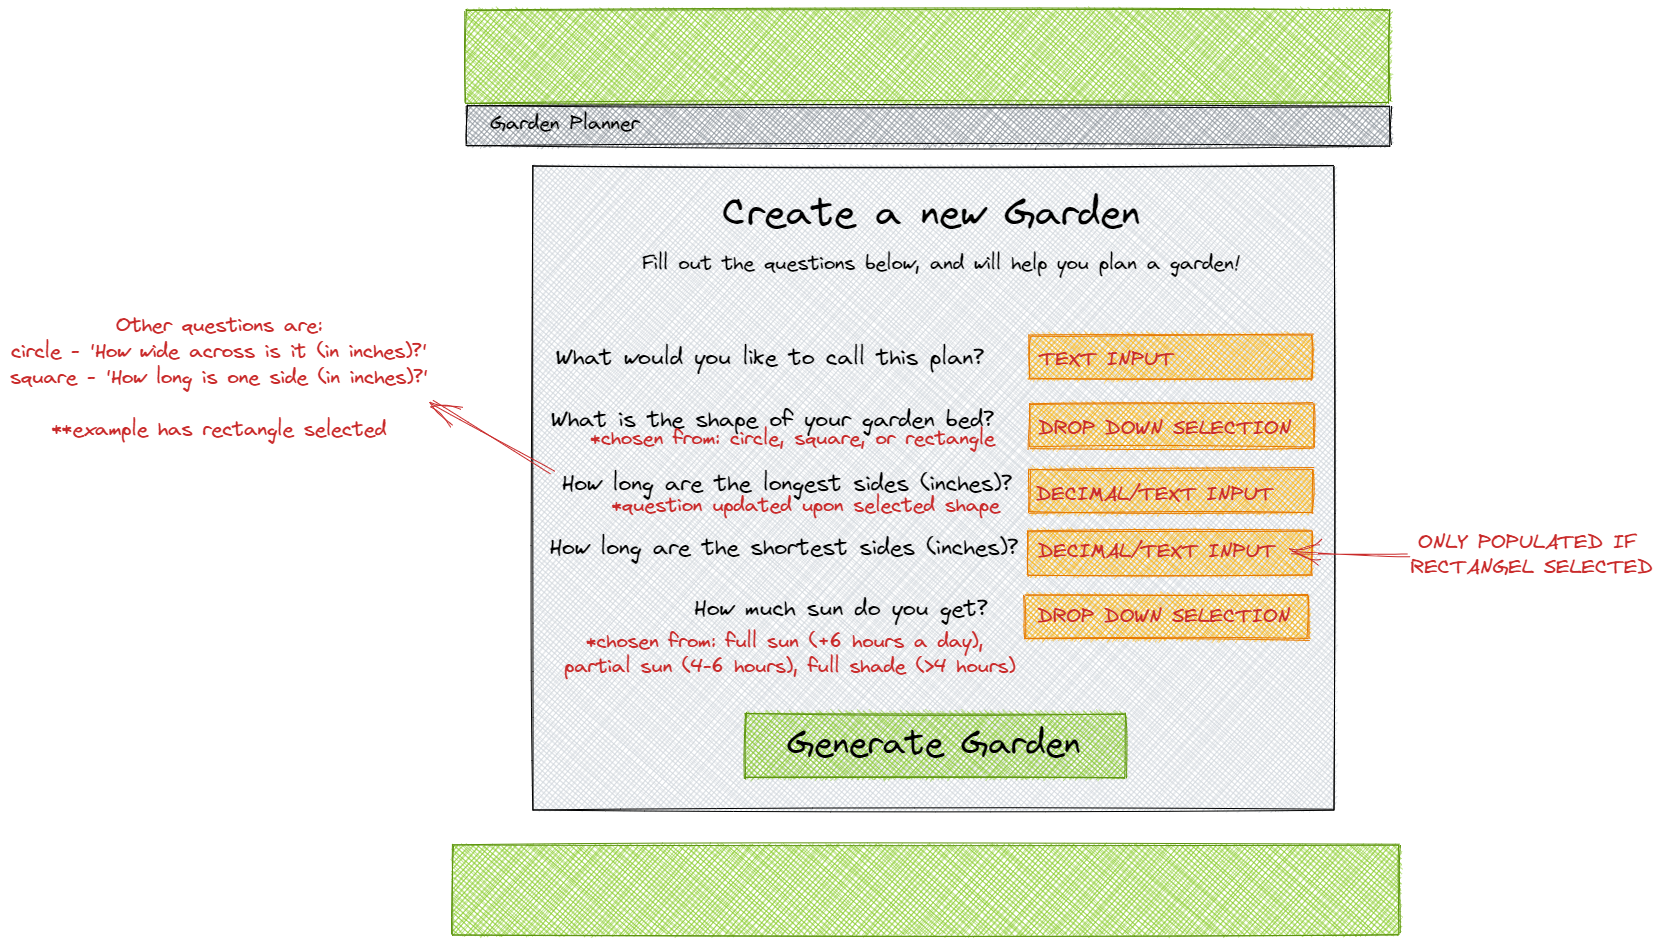 Garden Planner
Create a new Garden
Fill out the questions below, and will help you plan a garden!
Other questions are:
circle - 'How wide across is it (in inches)?'
square - 'How long is one side (in inches)?'
**example has rectangle selected
What would you like to call this plan?
TEXT INPUT
What is the shape of your garden bed?
*chosen from: circle, square, or rectangle
DROP DOWN SELECTION
How long are the longest sides (inches)?
*question updated upon selected shape
DECIMAL/TEXT INPUT
How long are the shortest sides (inches)?
DECIMAL/TEXT INPUT
ONLY POPULATED IF
RECTANGEL SELECTED
How much sun do you get?
*chosen from: full sun (+6 hours a day),
partial sun (4-6 hours), full shade (>4 hours)
DROP DOWN SELECTION
Generate Garden